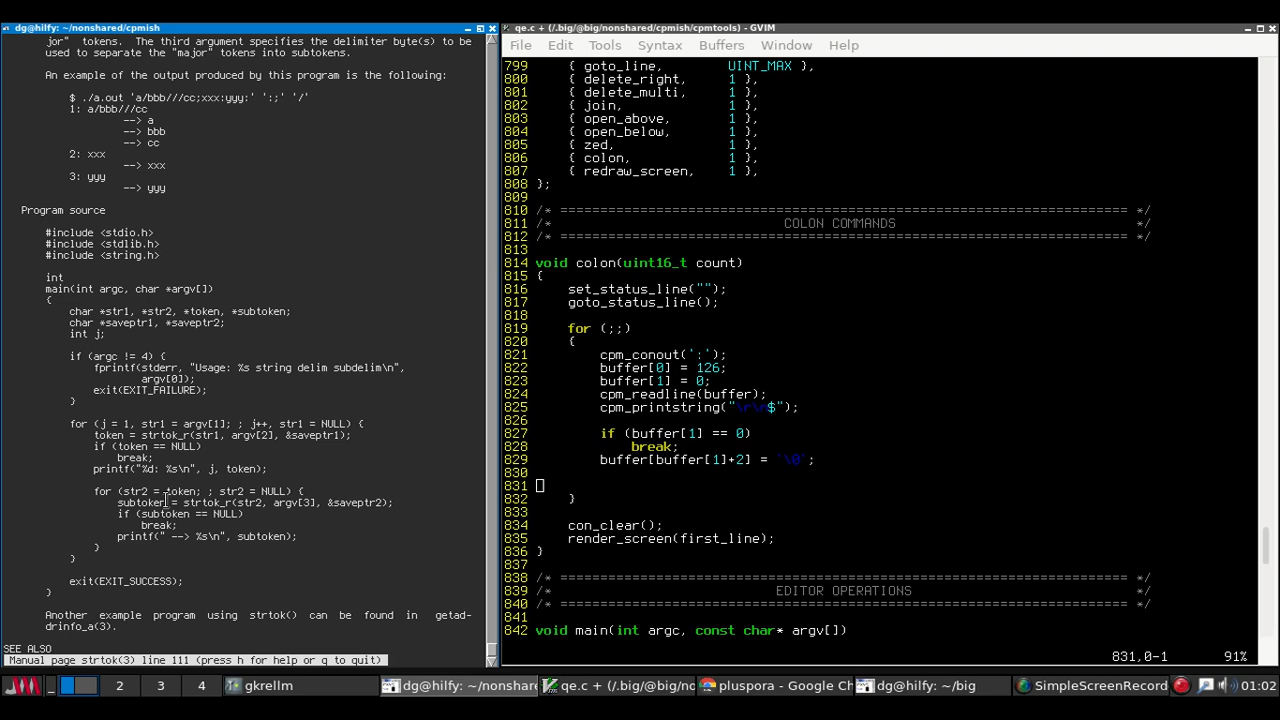 dg@hilfy: ~/nonshared/cpmish
jor" tokens. The third argument specifies the delimiter byte(s) to be
used to separate the "major" tokens into subtokens.
An example of the output produced by this program is the following:
$ ./a.out 'a/bbb///cc;xxx:yyy:' ':;' '/'
1: a/bbb///cc
--> a
--> bbb
--> cc
2: xxx
--> xxx
3: yyy
--> yyy
Program source
#include <stdio.h>
#include <stdlib.h>
#include <string.h>
int
main(int argc, char *argv[])
{
char *str1, *str2, *token, *subtoken;
char *saveptr1, *saveptr2;
int j;
if (argc != 4) {
fprintf(stderr, "Usage: %s string delim subdelim\n",
argv[0]);
exit(EXIT_FAILURE);
}
for (j = 1, str1 = argv[1]; ; j++, str1 = NULL) {
token = strtok_r(str1, argv[2], &saveptr1);
if (token == NULL)
break;
printf("%d: %s\n", j, token);
for (str2 = token; ; str2 = NULL) {
subtoken = strtok_r(str2, argv[3], &saveptr2);
if (subtoken == NULL)
break;
printf(" --> %s\n", subtoken);
}
}
exit(EXIT_SUCCESS);
}
Another example program using strtok() can be found in getad-
drinfo_a(3).
SEE ALSO
Manual page strtok(3) line 111 (press h for help or q to quit)
qe.c + (/.big/@big/nonshared/cpmish/cpmtools) - GVIM
File Edit Tools Syntax Buffers Window Help
799 { goto_line, UINT_MAX },
800 { delete_right, 1 },
801 { delete_multi, 1 },
802 { join, 1 },
803 { open_above, 1 },
804 { open_below, 1 },
805 { zed, 1 },
806 { colon, 1 },
807 { redraw_screen, 1 },
808 };
809
810 /* ======================================================================= */
811 /* COLON COMMANDS */
812 /* ======================================================================= */
813
814 void colon(uint16_t count)
815 {
816 set_status_line("");
817 goto_status_line();
818
819 for (;;)
820 {
821 cpm_conout(':');
822 buffer[0] = 126;
823 buffer[1] = 0;
824 cpm_readline(buffer);
825 cpm_printstring("\r\n$");
826
827 if (buffer[1] == 0)
828 break;
829 buffer[buffer[1]+2] = '\0';
830
831
832 }
833
834 con_clear();
835 render_screen(first_line);
836 }
837
838 /* ======================================================================= */
839 /* EDITOR OPERATIONS */
840 /* ======================================================================= */
841
842 void main(int argc, const char* argv[])
831,0-1 91%
2 3 4 gkrellm dg@hilfy: ~/nonshare qe.c + (/.big/@big/no pluspora - Google Ch dg@hilfy: ~/big SimpleScreenRecord 01:02